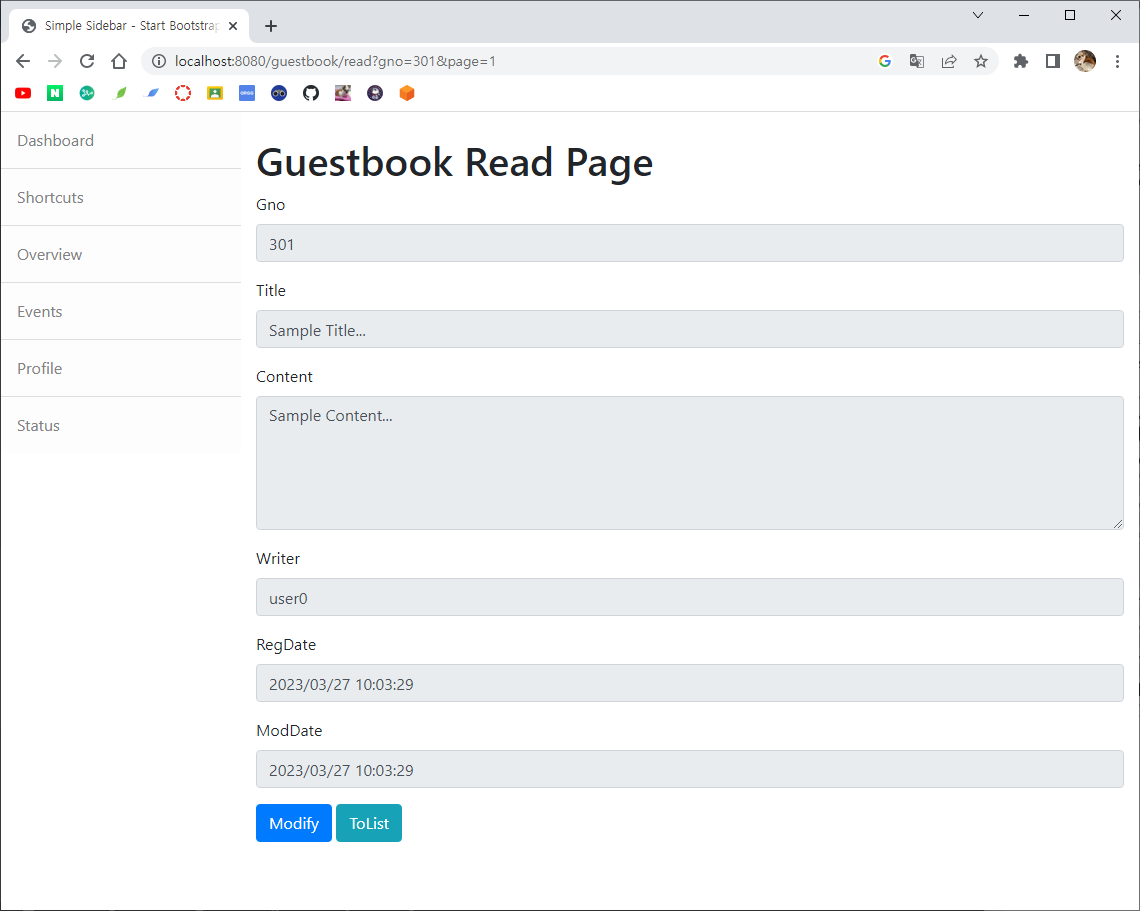 Simple Sidebar - Start Bootstrap
localhost:8080/guestbook/read?gno=301&page=1
Dashboard
Shortcuts
Overview
Events
Profile
Status
Guestbook Read Page
Gno
301
Title
Sample Title...
Content
Sample Content...
Writer
user0
RegDate
2023/03/27 10:03:29
ModDate
2023/03/27 10:03:29
Modify ToList